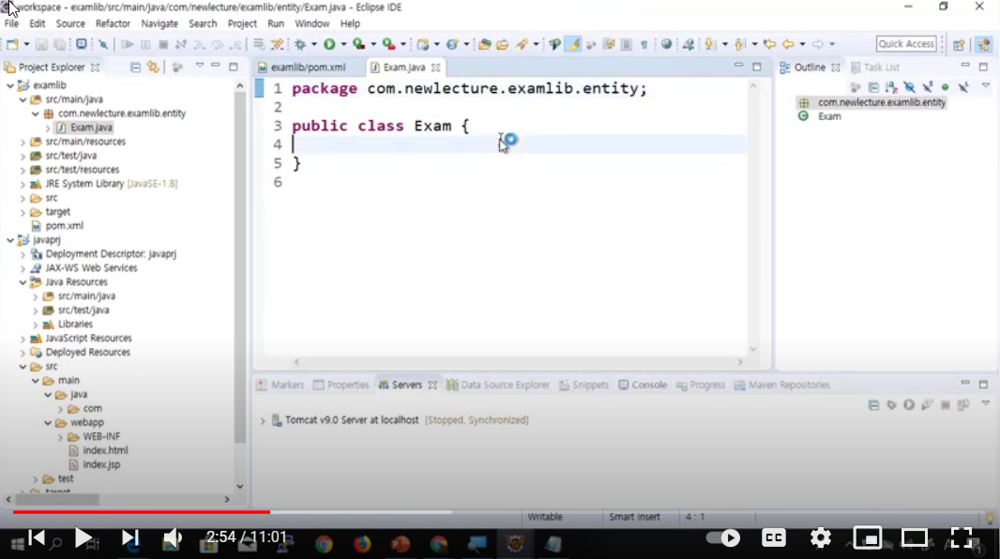 workspace - examlib/src/main/java/com/newlecture/examlib/entity/Exam.java - Eclipse IDE
File Edit Source Refactor Navigate Search Project Run Window Help
Quick Access
Project Explorer
examlib
src/main/java
com.newlecture.examlib.entity
Exam.java
src/main/resources
src/test/java
src/test/resources
JRE System Library [JavaSE-1.8]
src
target
pom.xml
javaprj
Deployment Descriptor: javaprj
JAX-WS Web Services
Java Resources
src/main/java
src/test/java
Libraries
JavaScript Resources
Deployed Resources
src
main
java
com
webapp
WEB-INF
index.html
index.jsp
test
target
examlib/pom.xml Exam.java
1 package com.newlecture.examlib.entity;
2
3 public class Exam {
4
5 }
6
Outline Task List
com.newlecture.examlib.entity
Exam
Markers Properties Servers Data Source Explorer Snippets Console Progress Maven Repositories
Tomcat v9.0 Server at localhost [Stopped, Synchronized]
Writable Smart Insert 4 : 1
2:54 / 11:01
CC